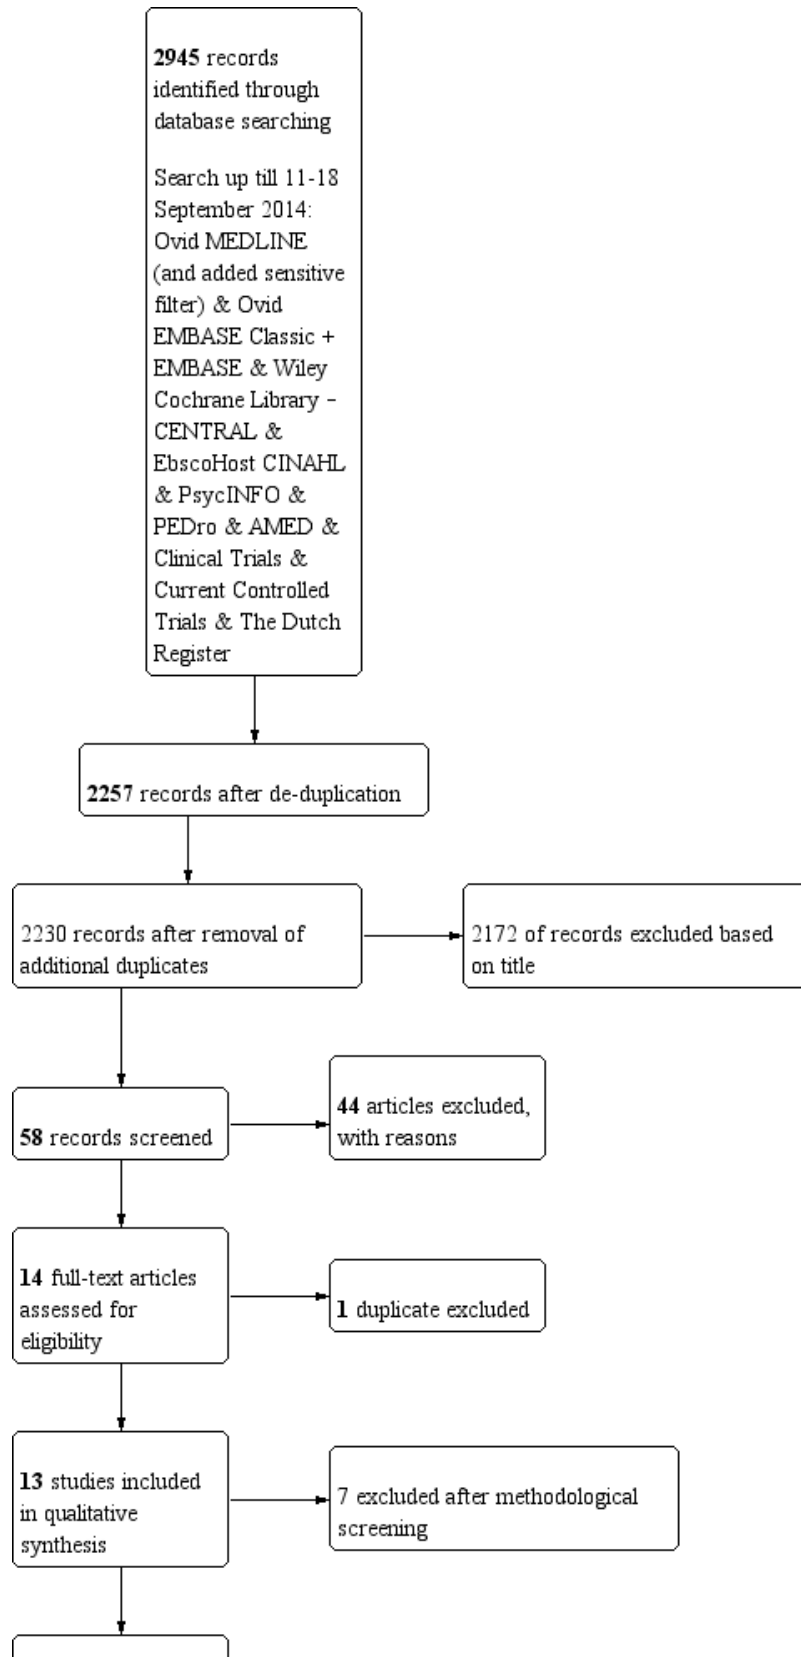 2945 records
identified through
database searching
Search up till 11-18
September 2014:
Ovid MEDLINE
(and added sensitive
filter) & Ovid
EMBASE Classic +
EMBASE & Wiley
Cochrane Library –
CENTRAL &
EbscoHost CINAHL
& PsycINFO &
PEDro & AMED &
Clinical Trials &
Current Controlled
Trials & The Dutch
Register
2257 records after de-duplication
2230 records after removal of
additional duplicates
2172 of records excluded based
on title
58 records screened
44 articles excluded,
with reasons
14 full-text articles
assessed for
eligibility
1 duplicate excluded
13 studies included
in qualitative
synthesis
7 excluded after methodological
screening